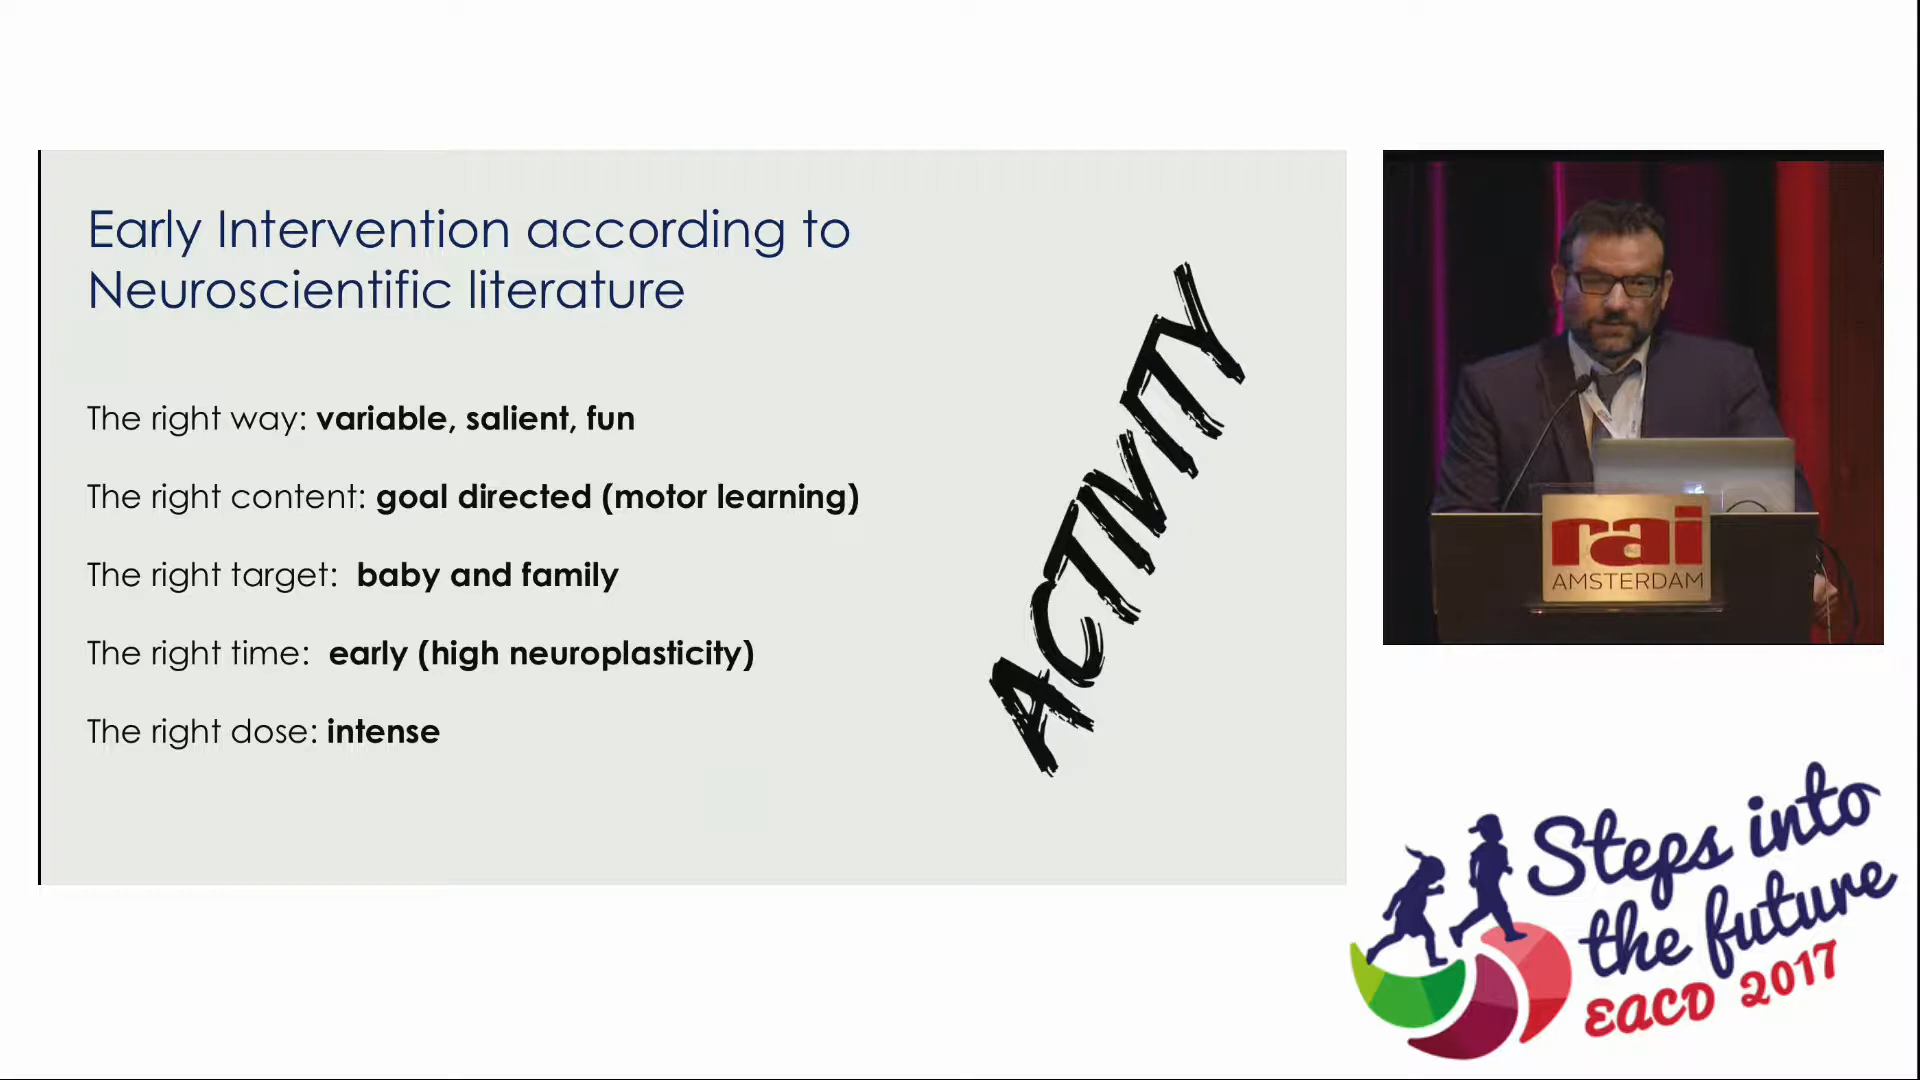 Early Intervention according to
Neuroscientific literature
The right way: variable, salient, fun
The right content: goal directed (motor learning)
The right target: baby and family
The right time: early (high neuroplasticity)
The right dose: intense
ACTIVITY
rai
AMSTERDAM
Steps into
the future
EACD 2017